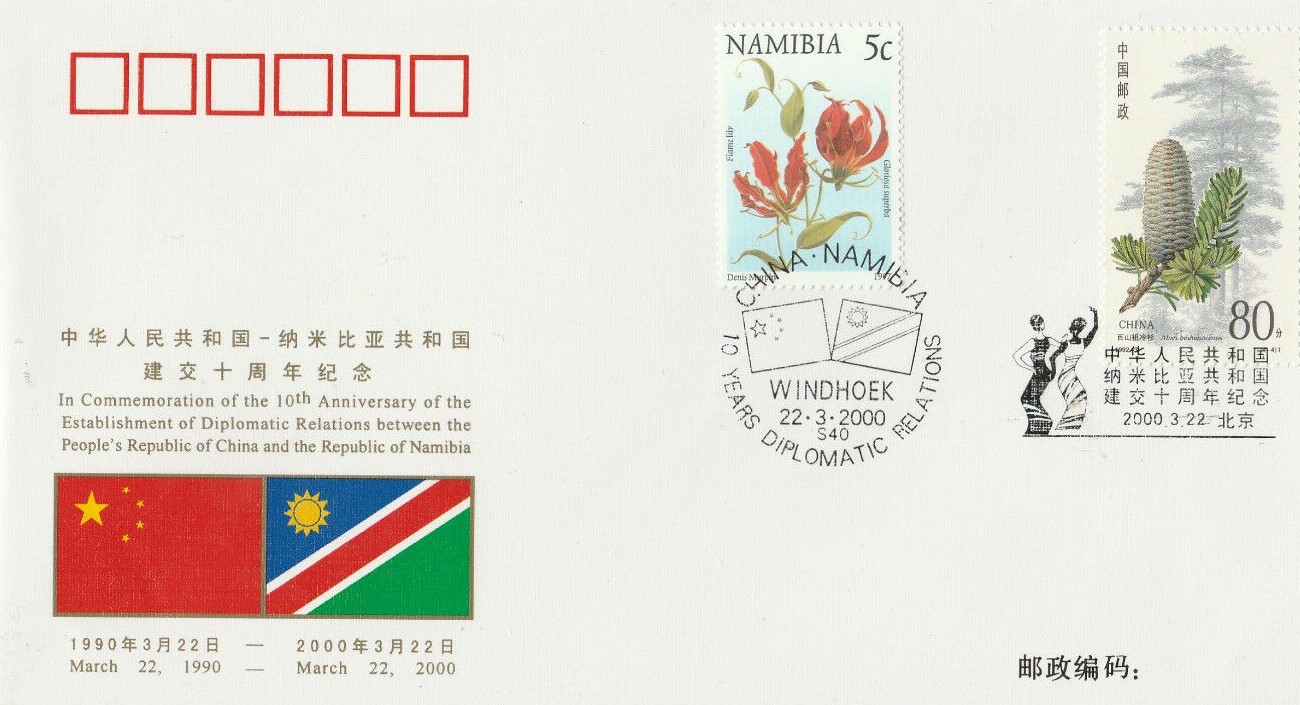 中华人民共和国－纳米比亚共和国
建交十周年纪念
In Commemoration of the 10th Anniversary of the
Establishment of Diplomatic Relations between the
People's Republic of China and the Republic of Namibia
1990年3月22日 — 2000年3月22日
March 22, 1990 — March 22, 2000
NAMIBIA 5c
Flame lily
Gloriosa superba
Denis Murphy
CHINA · NAMIBIA
10 YEARS DIPLOMATIC RELATIONS
WINDHOEK
22·3·2000
S40
中国邮政
CHINA
80分
百山祖冷杉 Abies beshanzuensis
中华人民共和国
纳米比亚共和国
建交十周年纪念
2000.3.22 北京
邮政编码：